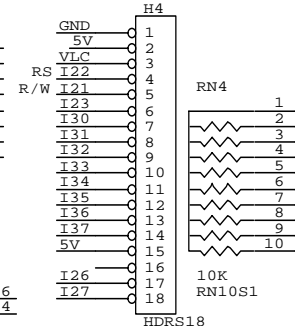 H4
GND 1
5V 2
VLC 3
RS I22 4
R/W I21 5
I23 6
I30 7
I31 8
I32 9
I33 10
I34 11
I35 12
I36 13
I37 14
5V 15
16
I26 17
I27 18
HDRS18
RN4
1
2
3
4
5
6
7
8
9
10
10K
RN10S1
6
4